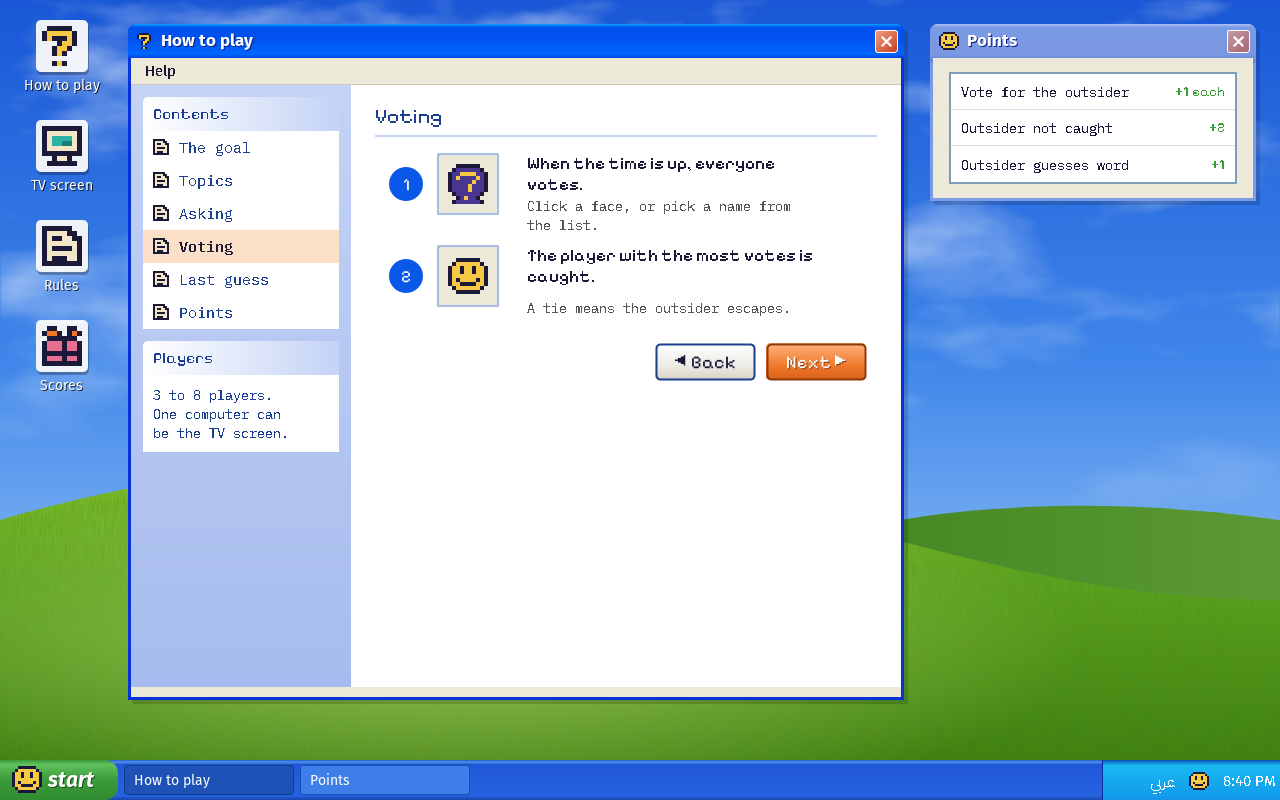 How to play
TV screen
Rules
Scores
How to play
Help
Contents
The goal
Topics
Asking
Voting
Last guess
Points
Players
3 to 8 players.
One computer can
be the TV screen.
Voting
1
When the time is up, everyone
votes.
Click a face, or pick a name from
the list.
2
The player with the most votes is
caught.
A tie means the outsider escapes.
Back
Next
Points
Vote for the outsider +1 each
Outsider not caught +2
Outsider guesses word +1
start
How to play
Points
عربي
8:40 PM